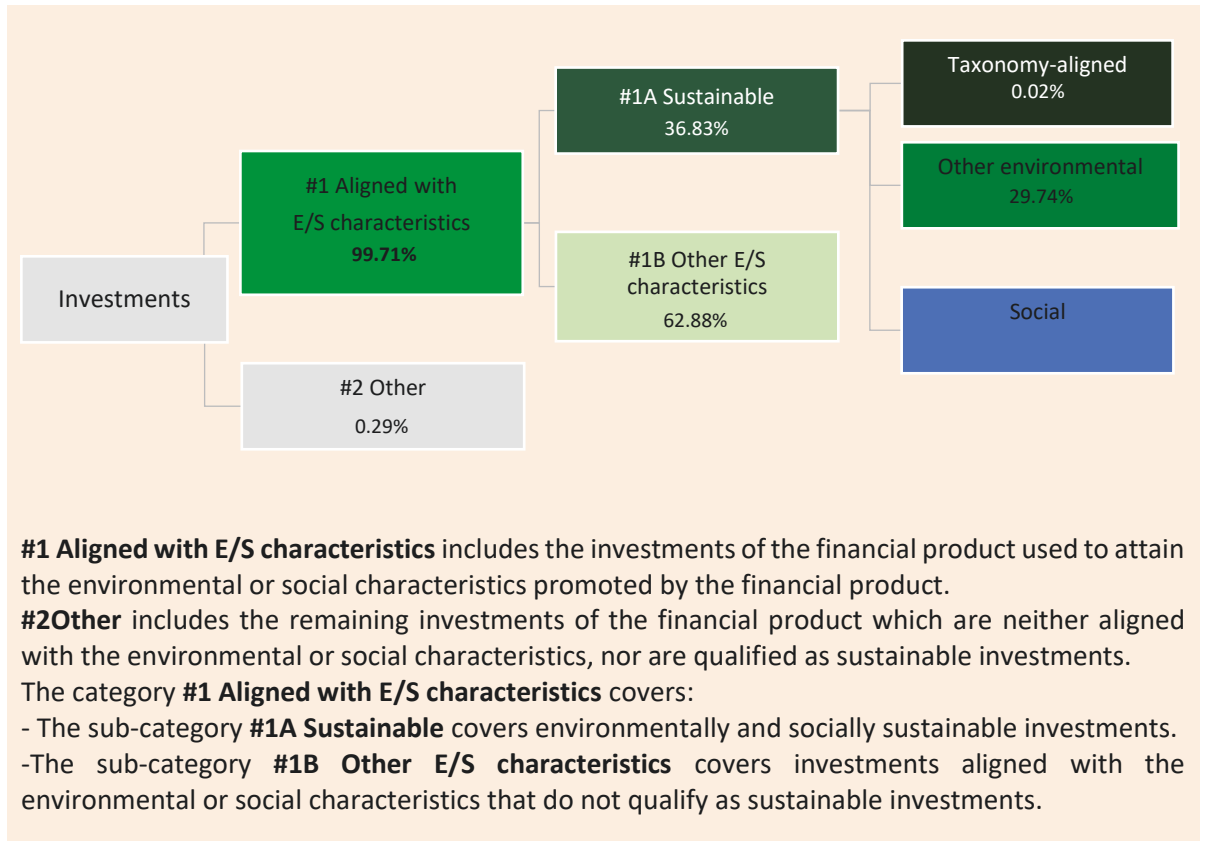 Investments
#1 Aligned with
E/S characteristics
99.71%
#2 Other
0.29%
#1A Sustainable
36.83%
#1B Other E/S
characteristics
62.88%
Taxonomy-aligned
0.02%
Other environmental
29.74%
Social
#1 Aligned with E/S characteristics includes the investments of the financial product used to attain
the environmental or social characteristics promoted by the financial product.
#2Other includes the remaining investments of the financial product which are neither aligned
with the environmental or social characteristics, nor are qualified as sustainable investments.
The category #1 Aligned with E/S characteristics covers:
- The sub-category #1A Sustainable covers environmentally and socially sustainable investments.
-The sub-category #1B Other E/S characteristics covers investments aligned with the
environmental or social characteristics that do not qualify as sustainable investments.